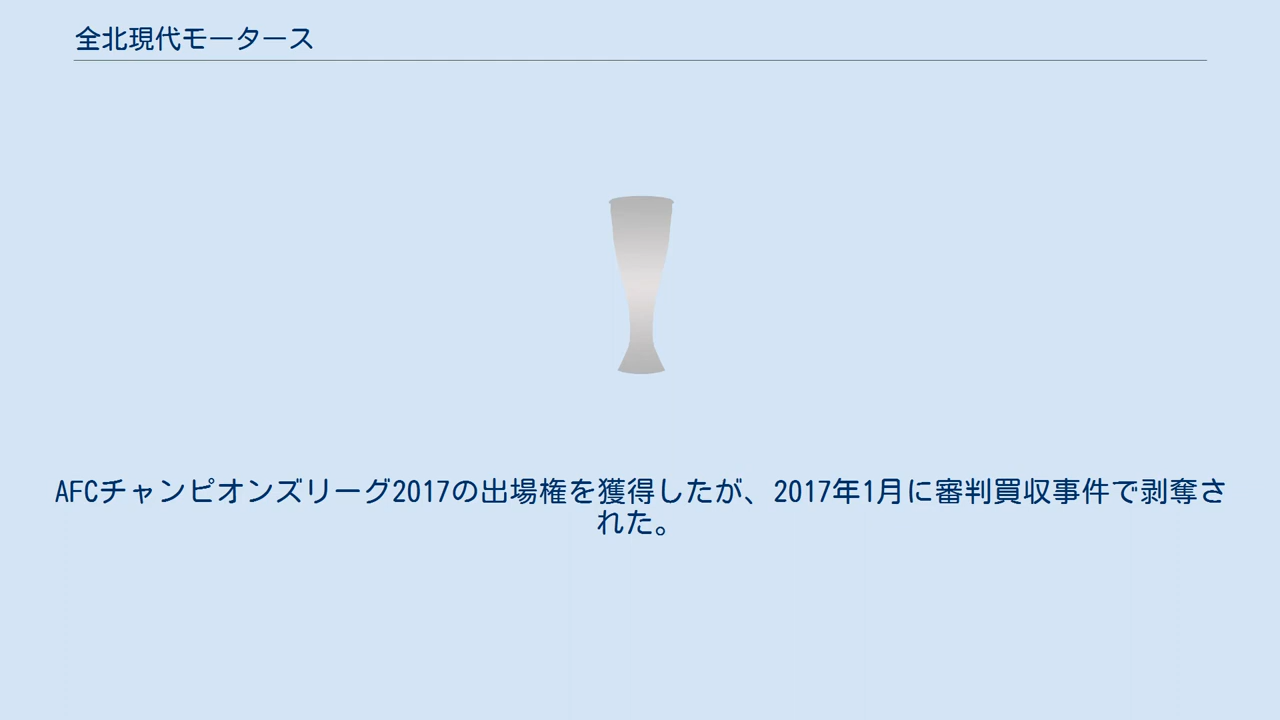 全北現代モータース
AFCチャンピオンズリーグ2017の出場権を獲得したが、2017年1月に審判買収事件で剥奪さ
れた。